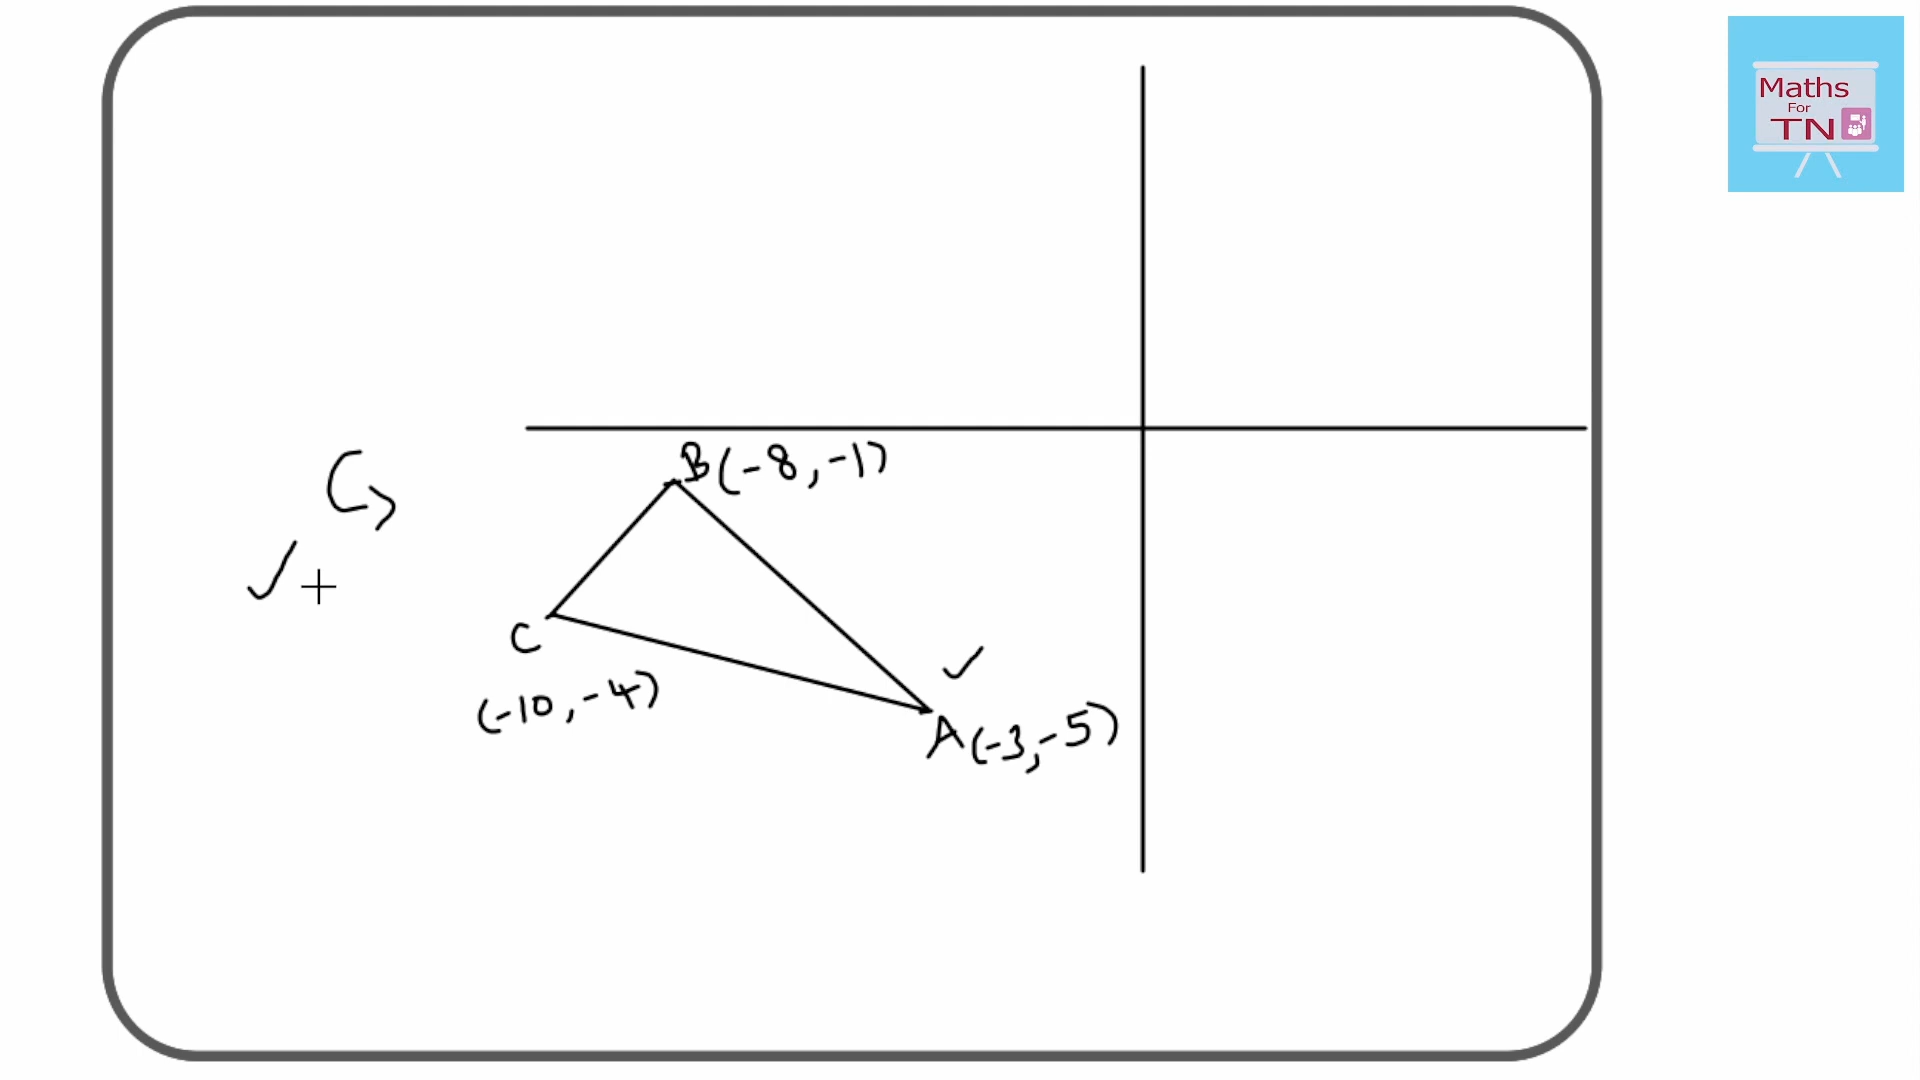 Maths
For
TN
B(-8,-1)
C
(-10,-4)
A(-3,-5)